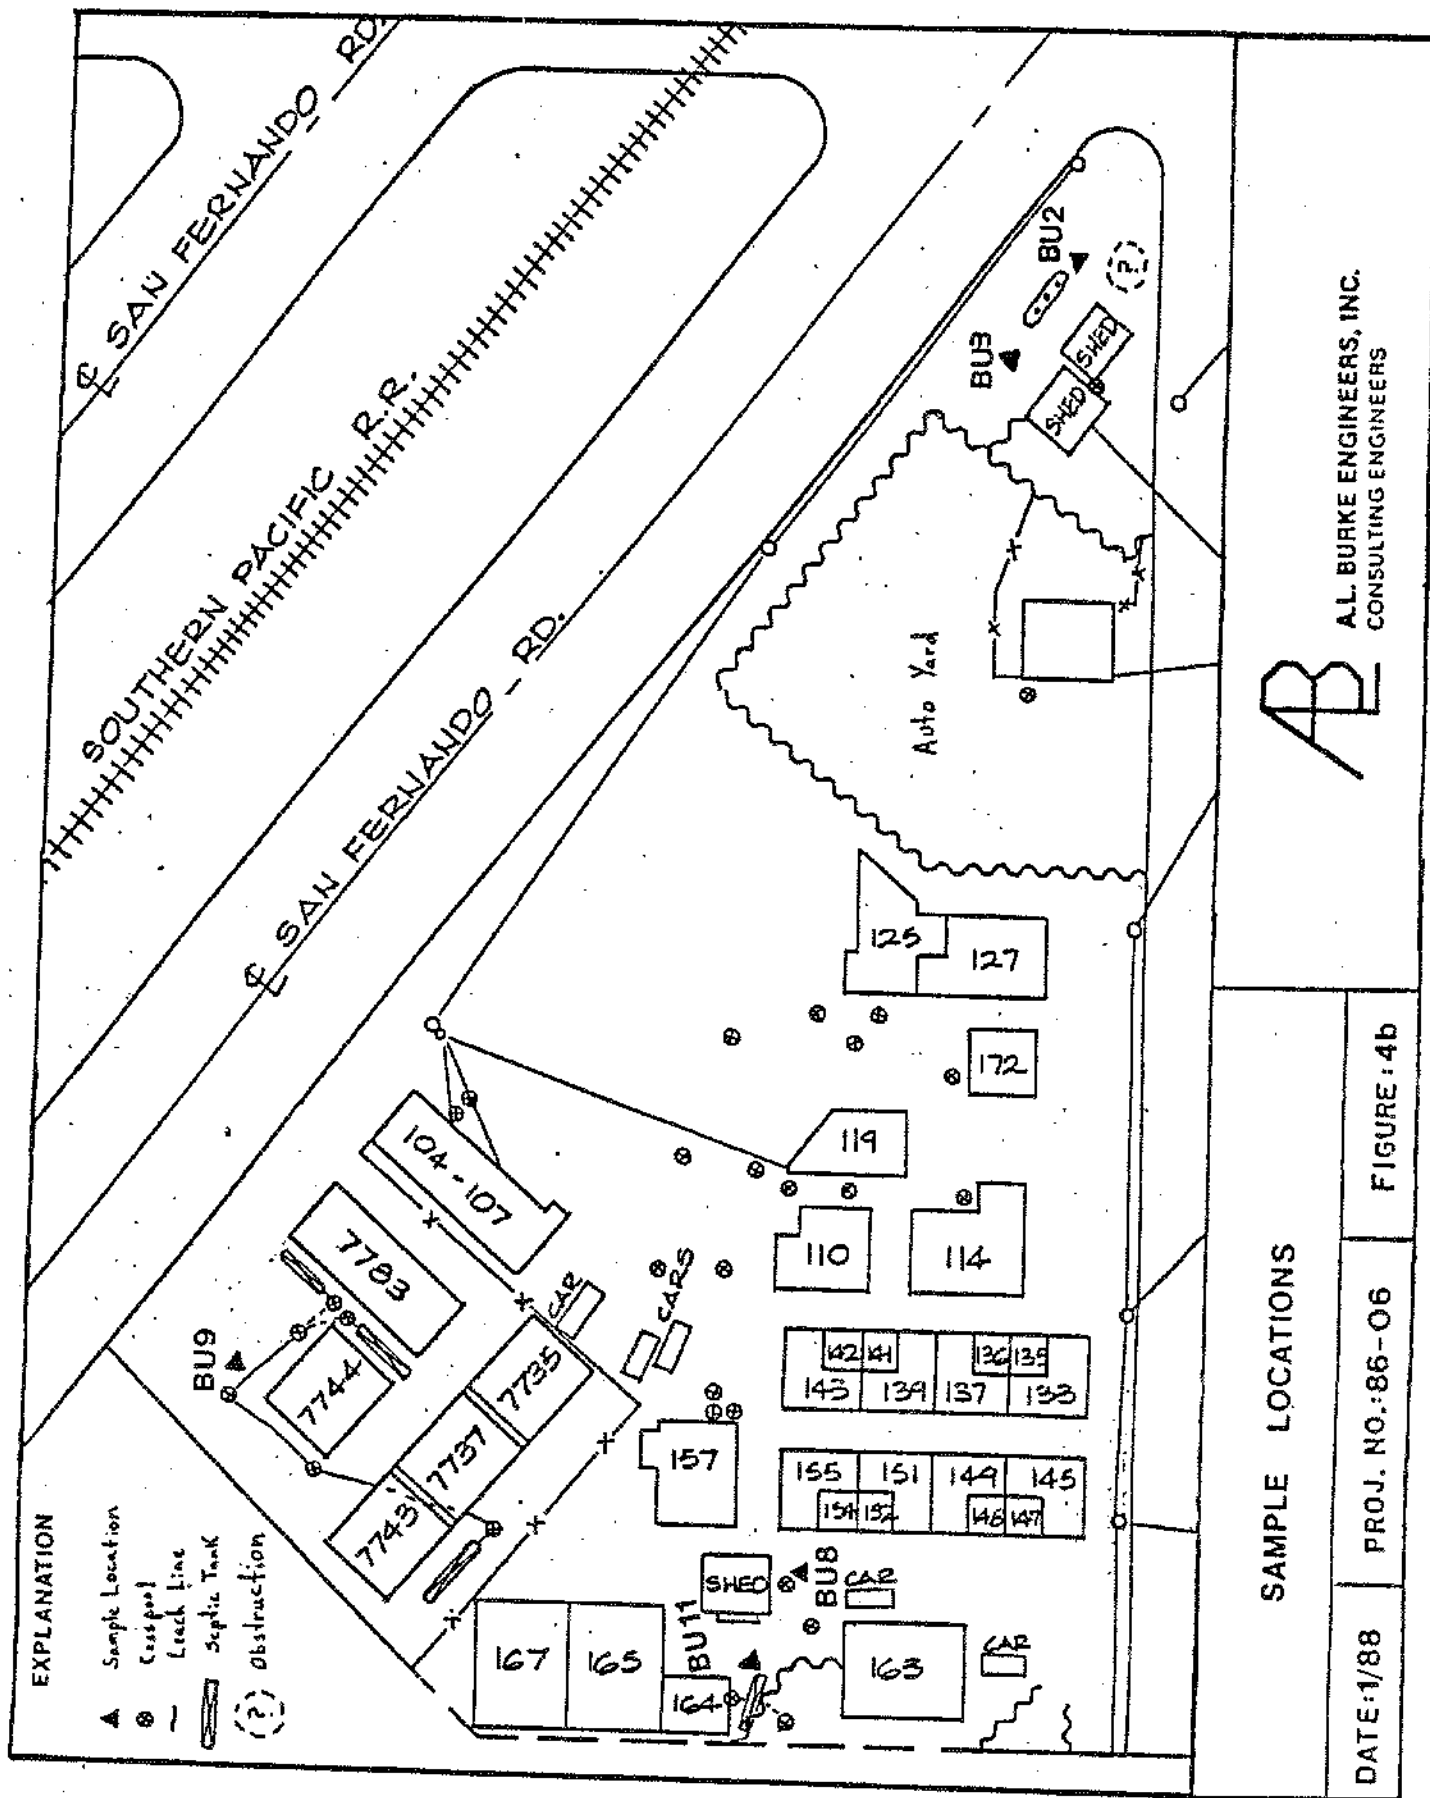 EXPLANATION
Sample Location
Cesspool
Leach Line
Septic Tank
(?) Obstruction
℄ SAN FERNANDO RD.
SOUTHERN PACIFIC R.R.
℄ SAN FERNANDO RD.
BU9
BU2
BU3
BU8
BU11
(?)
SHED
SHED
Auto Yard
7783
7744
7743
7737
7735
104-107
CAR
CARS
125
127
172
119
110
114
142
141
136
135
143
139
137
133
157
155
151
149
145
154
152
148
147
SHED
CAR
167
165
164
163
CAR
SAMPLE LOCATIONS
DATE:1/88
PROJ. NO.:86-06
FIGURE:4b
AB
A.L. BURKE ENGINEERS, INC.
CONSULTING ENGINEERS